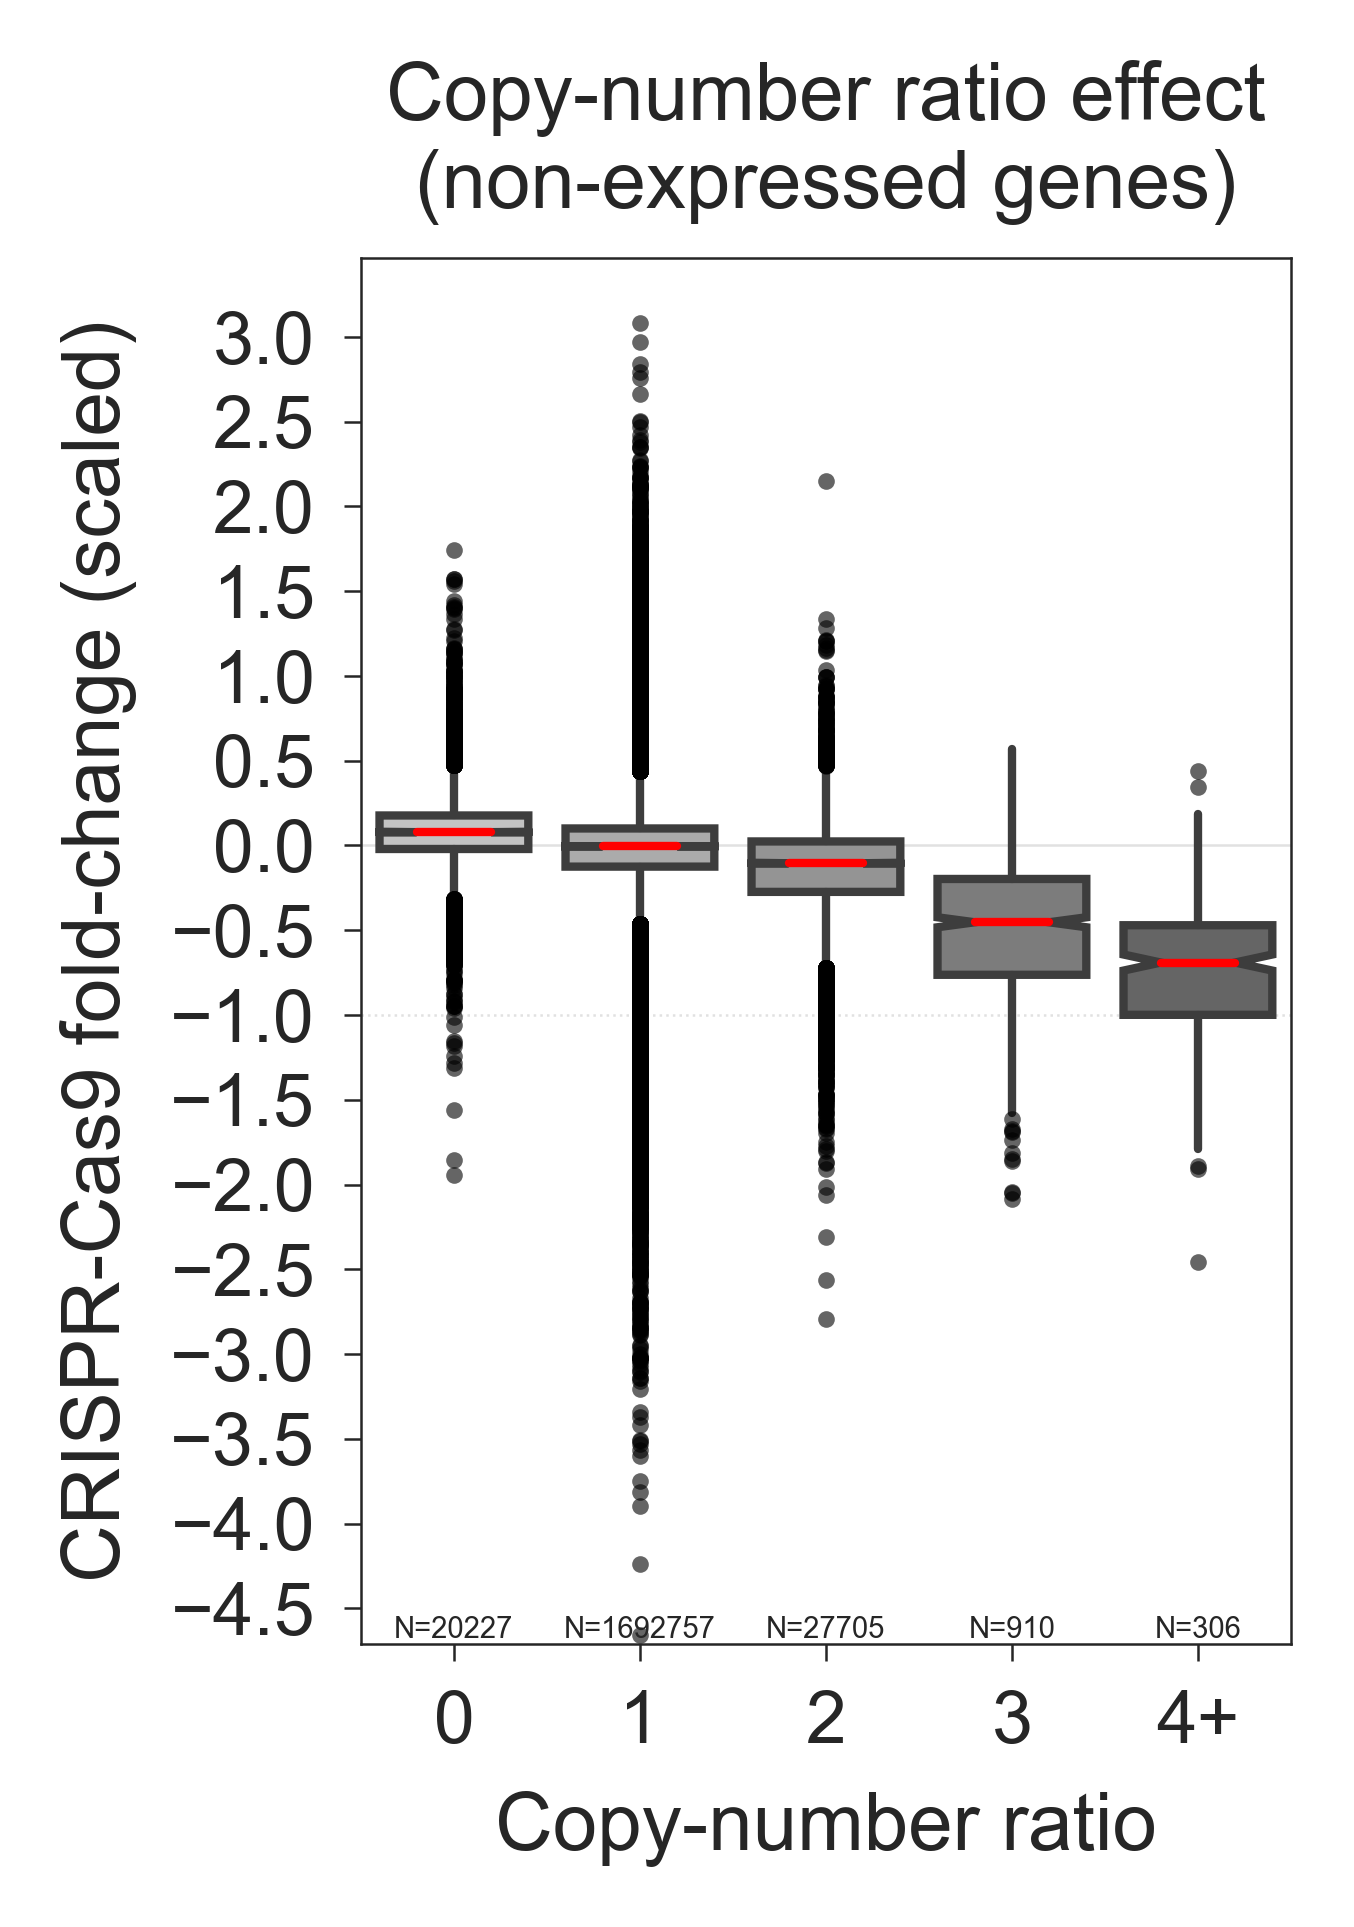 Copy-number ratio effect
(non-expressed genes)
CRISPR-Cas9 fold-change (scaled)
3.0
2.5
2.0
1.5
1.0
0.5
0.0
−0.5
−1.0
−1.5
−2.0
−2.5
−3.0
−3.5
−4.0
−4.5
N=20227 N=1692757 N=27705 N=910 N=306
0 1 2 3 4+
Copy-number ratio